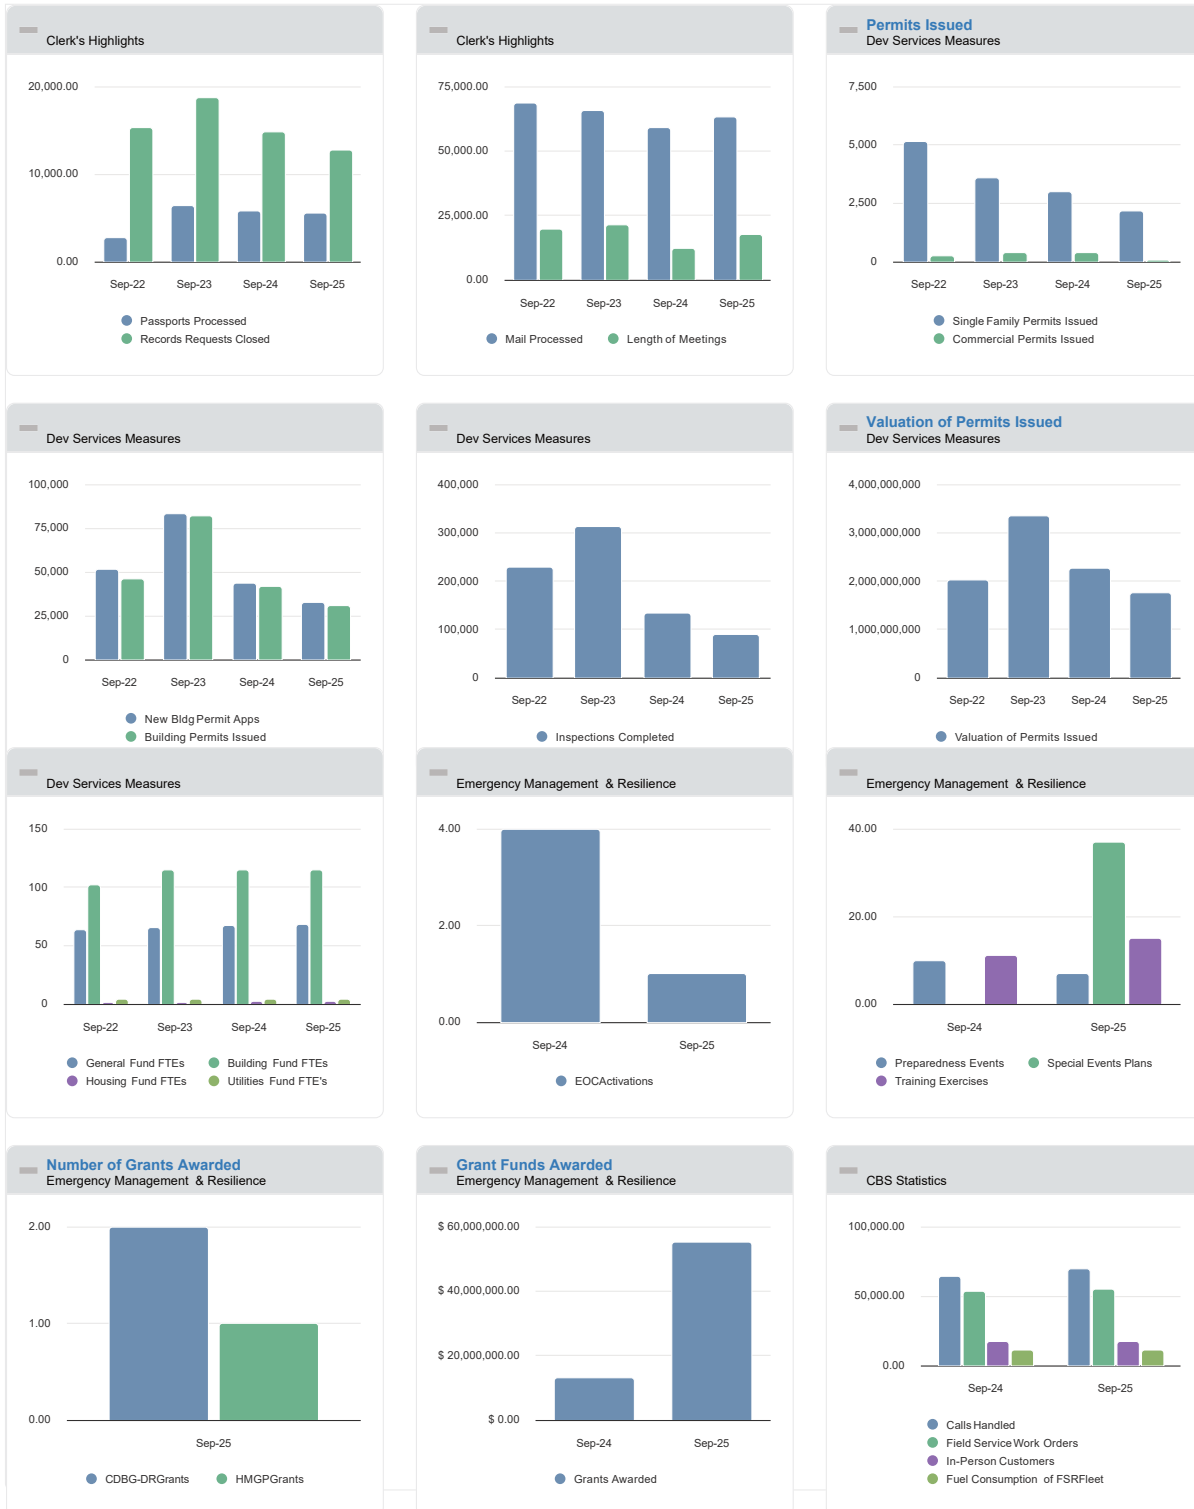 Clerk's Highlights
20,000.00
10,000.00
0.00
Sep-22 Sep-23 Sep-24 Sep-25
Passports Processed
Records Requests Closed
Clerk's Highlights
75,000.00
50,000.00
25,000.00
0.00
Sep-22 Sep-23 Sep-24 Sep-25
Mail Processed Length of Meetings
Permits Issued
Dev Services Measures
7,500
5,000
2,500
0
Sep-22 Sep-23 Sep-24 Sep-25
Single Family Permits Issued
Commercial Permits Issued
Dev Services Measures
100,000
75,000
50,000
25,000
0
Sep-22 Sep-23 Sep-24 Sep-25
New Bldg Permit Apps
Building Permits Issued
Dev Services Measures
400,000
300,000
200,000
100,000
0
Sep-22 Sep-23 Sep-24 Sep-25
Inspections Completed
Valuation of Permits Issued
Dev Services Measures
4,000,000,000
3,000,000,000
2,000,000,000
1,000,000,000
0
Sep-22 Sep-23 Sep-24 Sep-25
Valuation of Permits Issued
Dev Services Measures
150
100
50
0
Sep-22 Sep-23 Sep-24 Sep-25
General Fund FTEs Building Fund FTEs
Housing Fund FTEs Utilities Fund FTE's
Emergency Management & Resilience
4.00
2.00
0.00
Sep-24 Sep-25
EOCActivations
Emergency Management & Resilience
40.00
20.00
0.00
Sep-24 Sep-25
Preparedness Events Special Events Plans
Training Exercises
Number of Grants Awarded
Emergency Management & Resilience
2.00
1.00
0.00
Sep-25
CDBG-DRGrants HMGPGrants
Grant Funds Awarded
Emergency Management & Resilience
$ 60,000,000.00
$ 40,000,000.00
$ 20,000,000.00
$ 0.00
Sep-24 Sep-25
Grants Awarded
CBS Statistics
100,000.00
50,000.00
0.00
Sep-24 Sep-25
Calls Handled
Field Service Work Orders
In-Person Customers
Fuel Consumption of FSRFleet